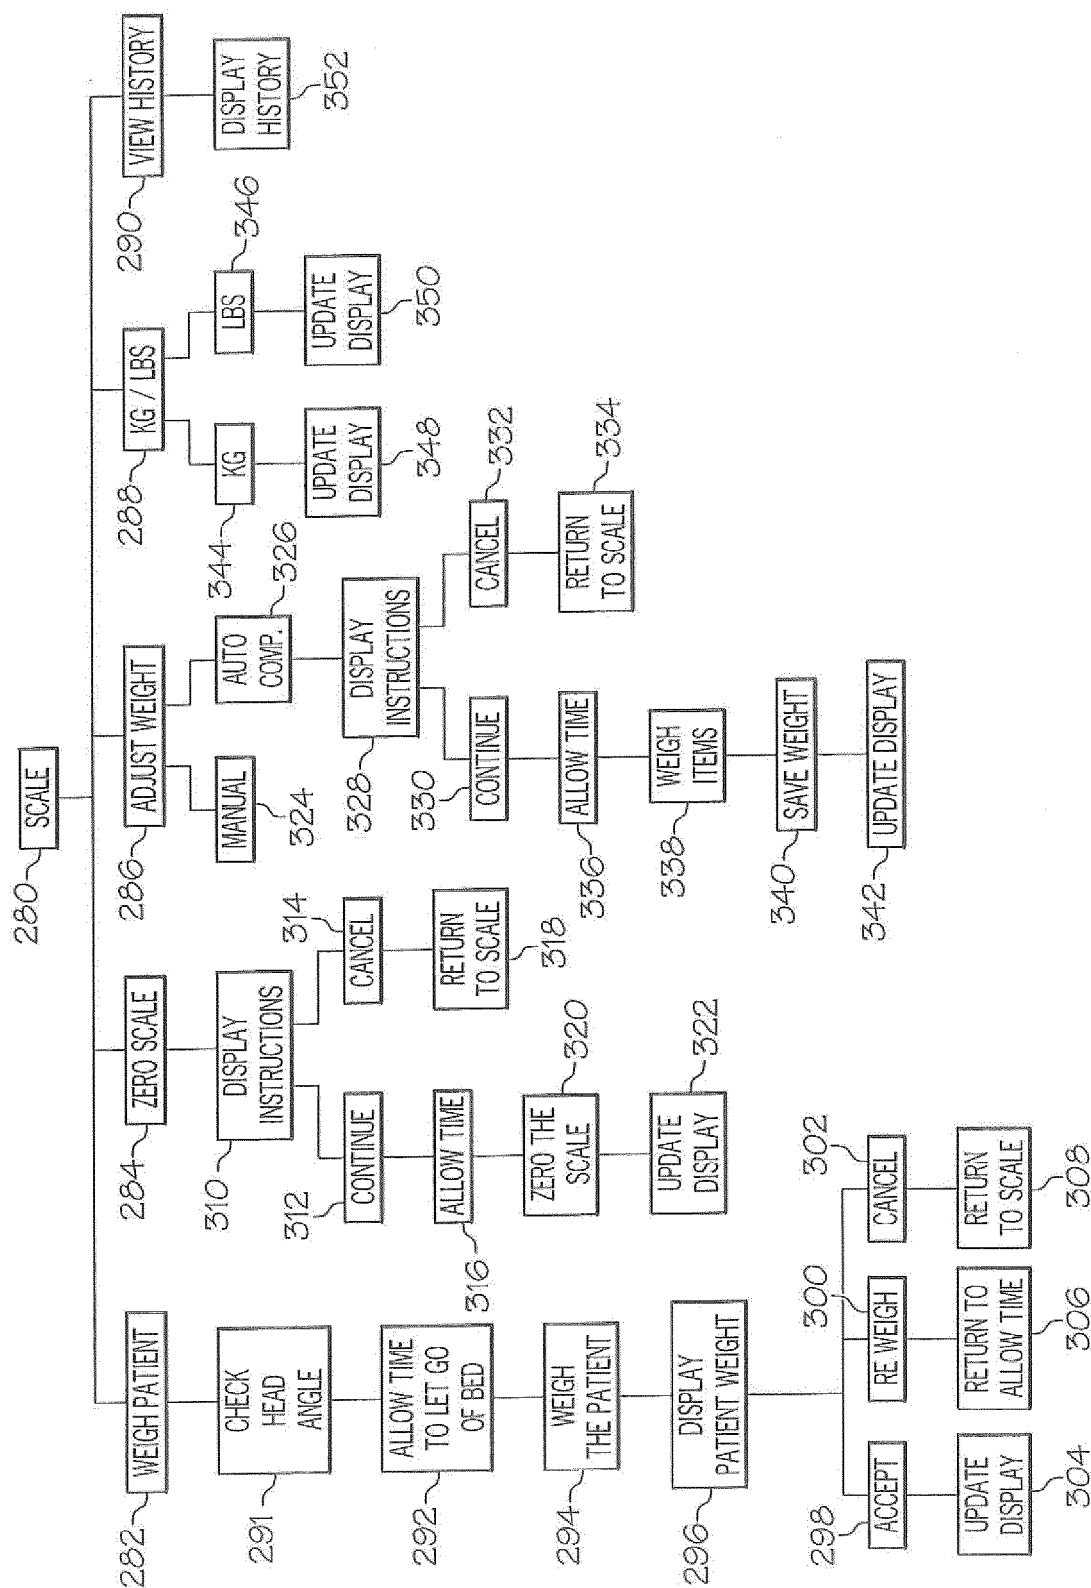 280
SCALE
282
WEIGH PATIENT
284
ZERO SCALE
286
ADJUST WEIGHT
288
KG / LBS
290
VIEW HISTORY
291
CHECK
HEAD
ANGLE
292
ALLOW TIME
TO LET GO
OF BED
294
WEIGH
THE PATIENT
296
DISPLAY
PATIENT WEIGHT
298
ACCEPT
300
RE WEIGH
302
CANCEL
UPDATE
DISPLAY
304
RETURN TO
ALLOW TIME
306
RETURN
TO SCALE
308
310
DISPLAY
INSTRUCTIONS
312
CONTINUE
314
CANCEL
ALLOW TIME
316
RETURN
TO SCALE
318
ZERO THE
SCALE
320
UPDATE
DISPLAY
322
MANUAL
324
AUTO
COMP.
326
DISPLAY
INSTRUCTIONS
328
330
CONTINUE
CANCEL
332
ALLOW TIME
336
RETURN
TO SCALE
334
WEIGH
ITEMS
338
SAVE WEIGHT
340
UPDATE DISPLAY
342
344
KG
LBS
346
UPDATE
DISPLAY
348
UPDATE
DISPLAY
350
DISPLAY
HISTORY
352